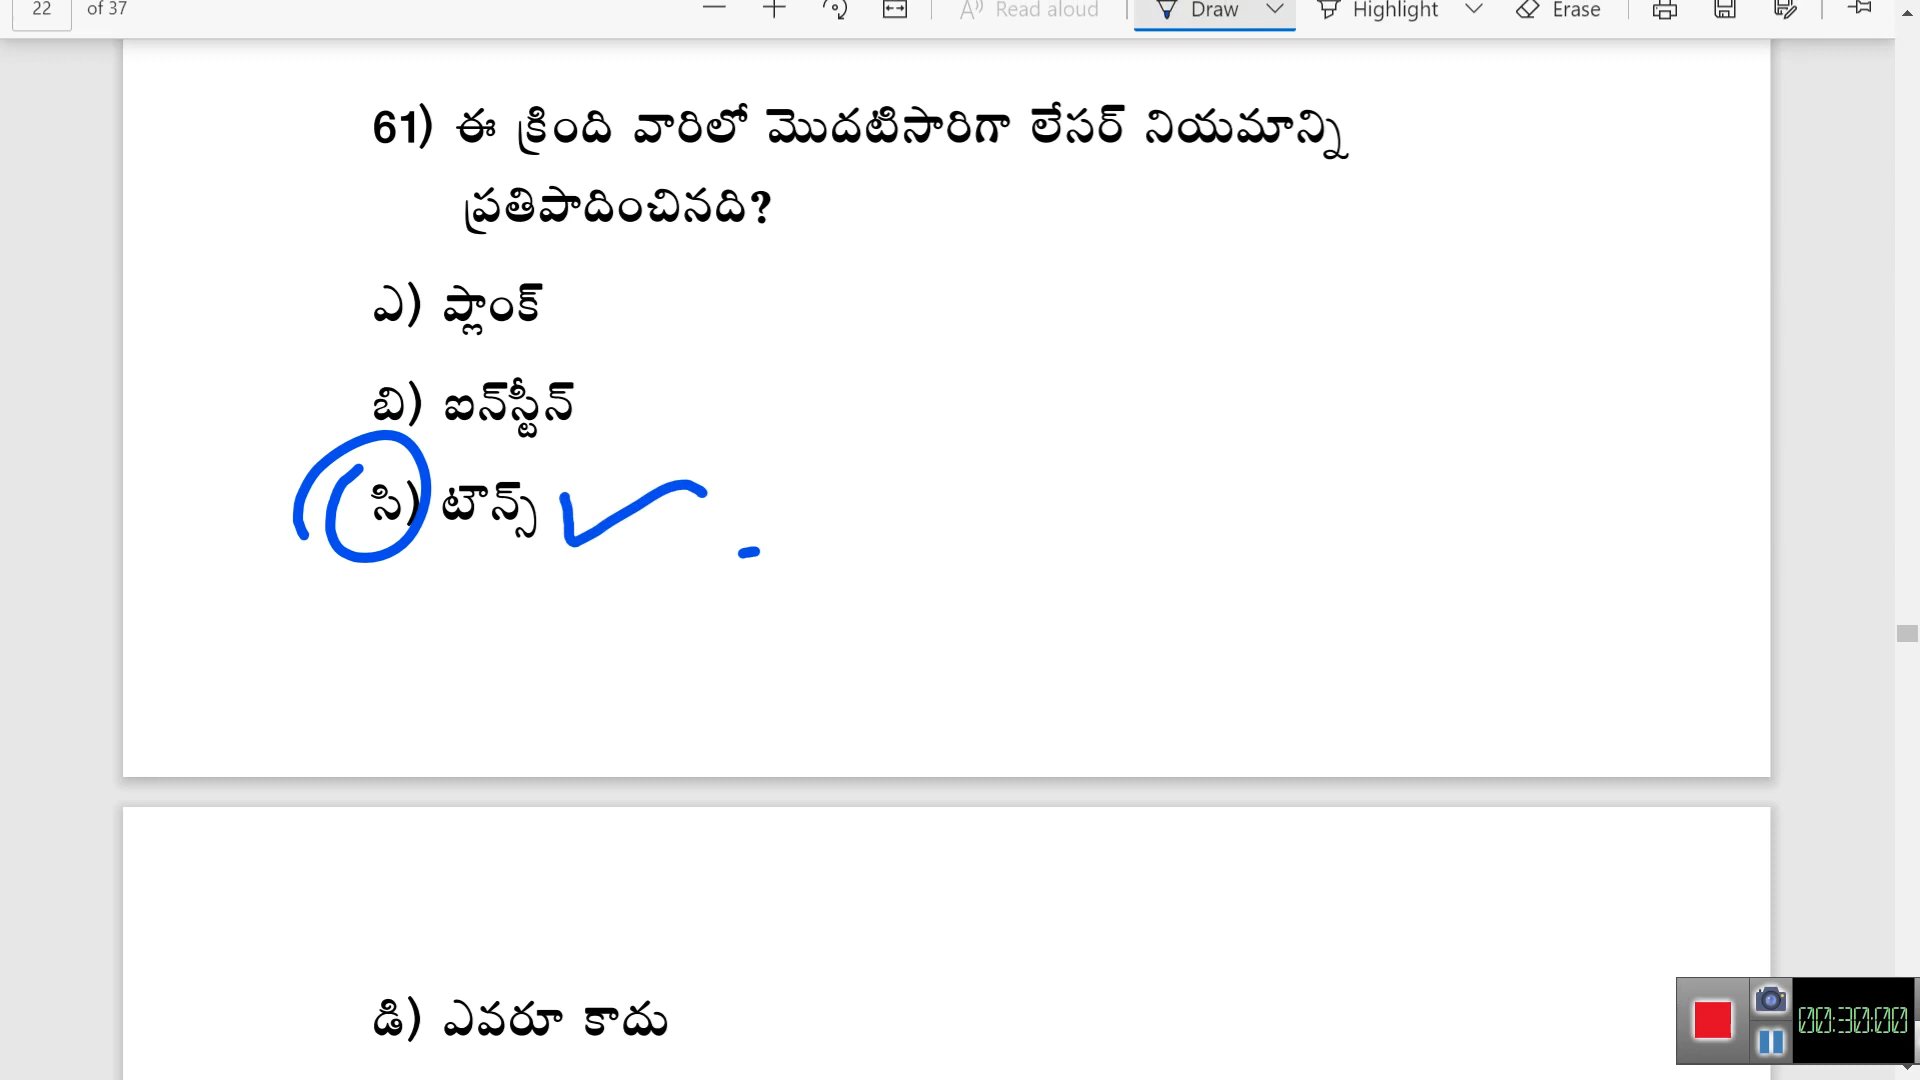 22 of 37 Read aloud Draw Highlight Erase
61) ఈ క్రింది వారిలో మొదటిసారిగా లేసర్ నియమాన్ని
ప్రతిపాదించినది?
ఎ) ప్లాంక్
బి) ఐన్‌స్టీన్
సి) టౌన్స్
డి) ఎవరూ కాదు
00:30:00